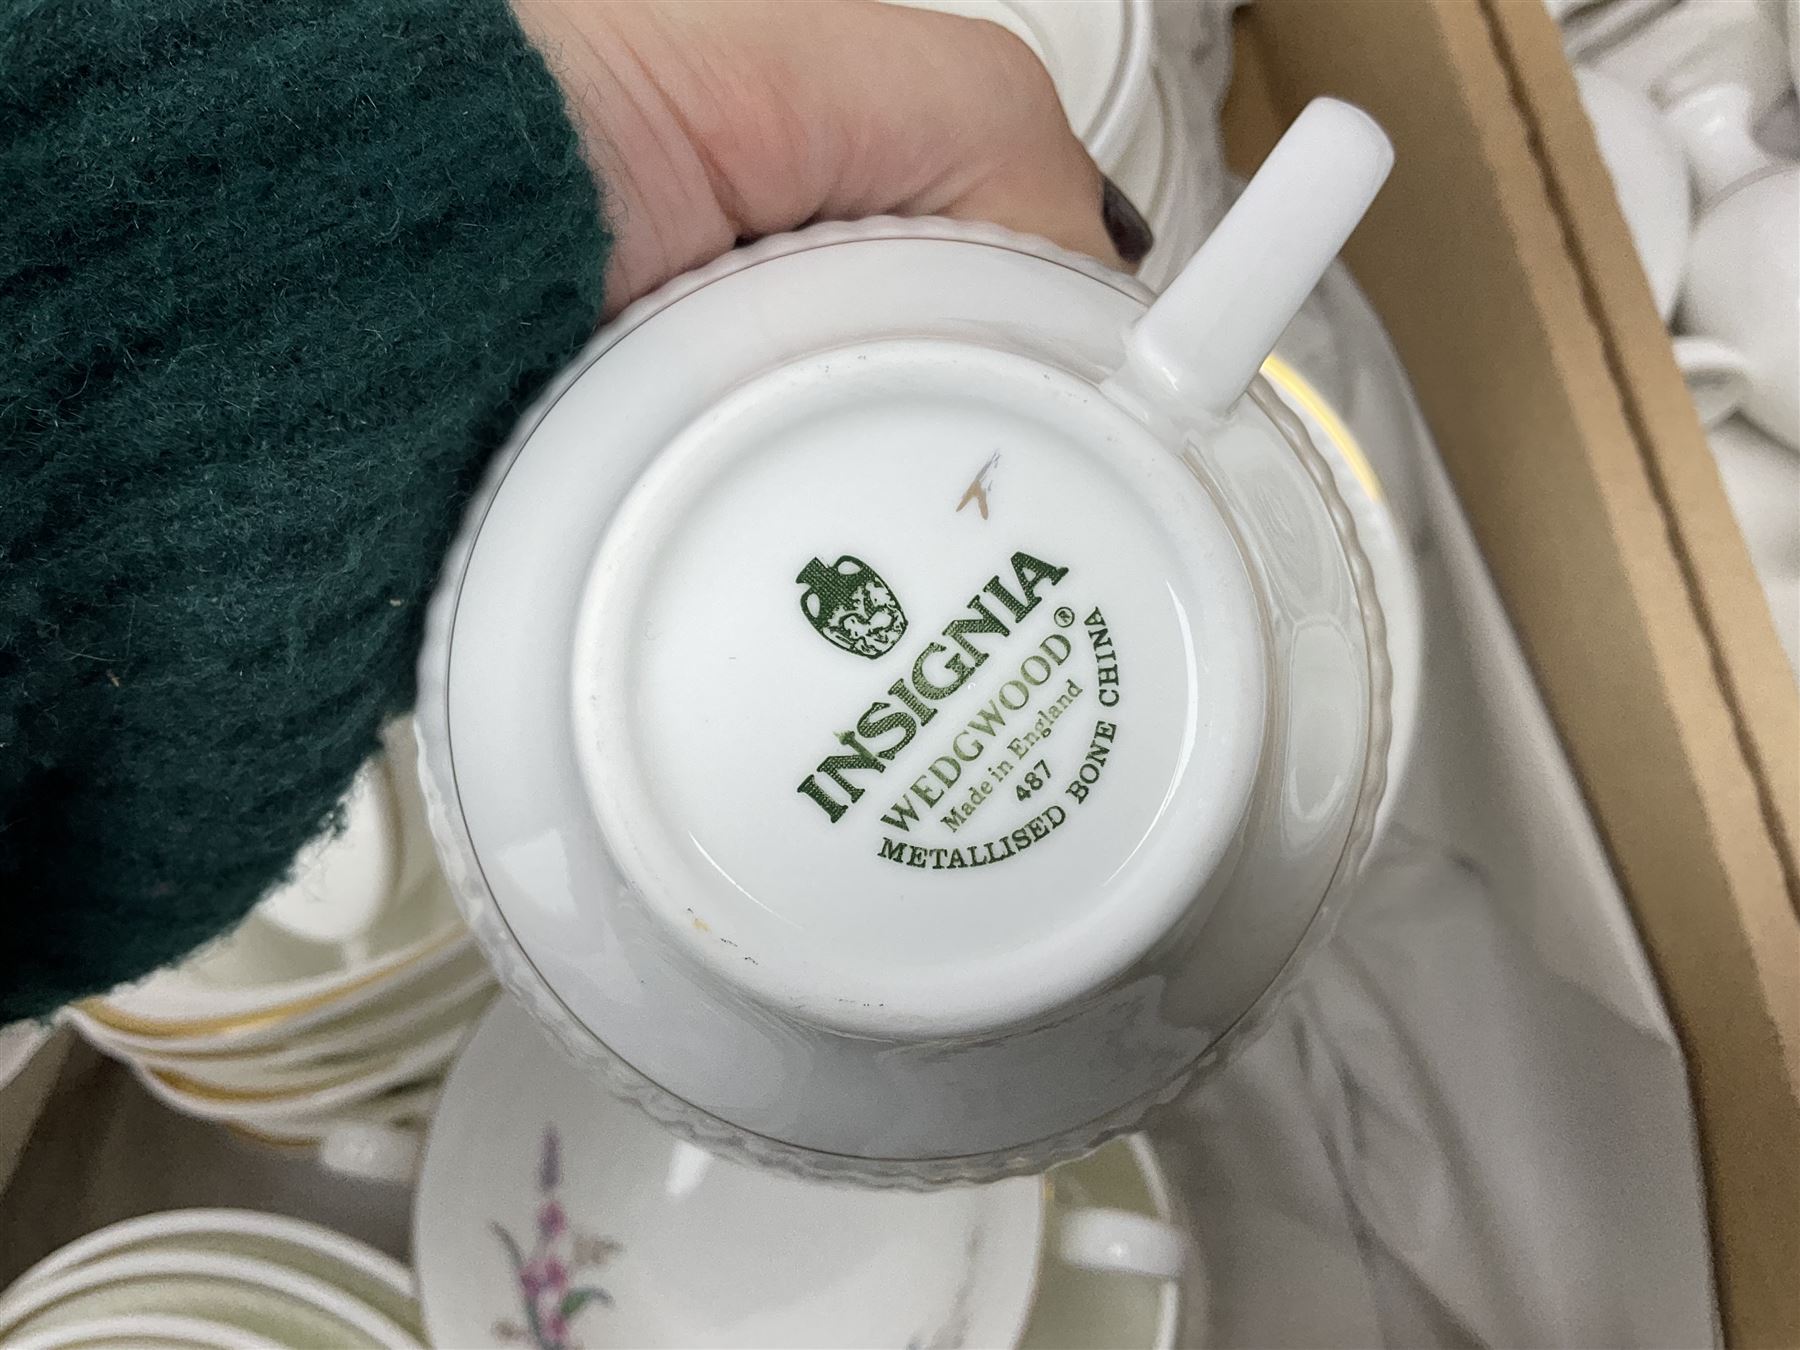 INSIGNIA
WEDGWOOD®
Made in England
487
METALLISED BONE CHINA